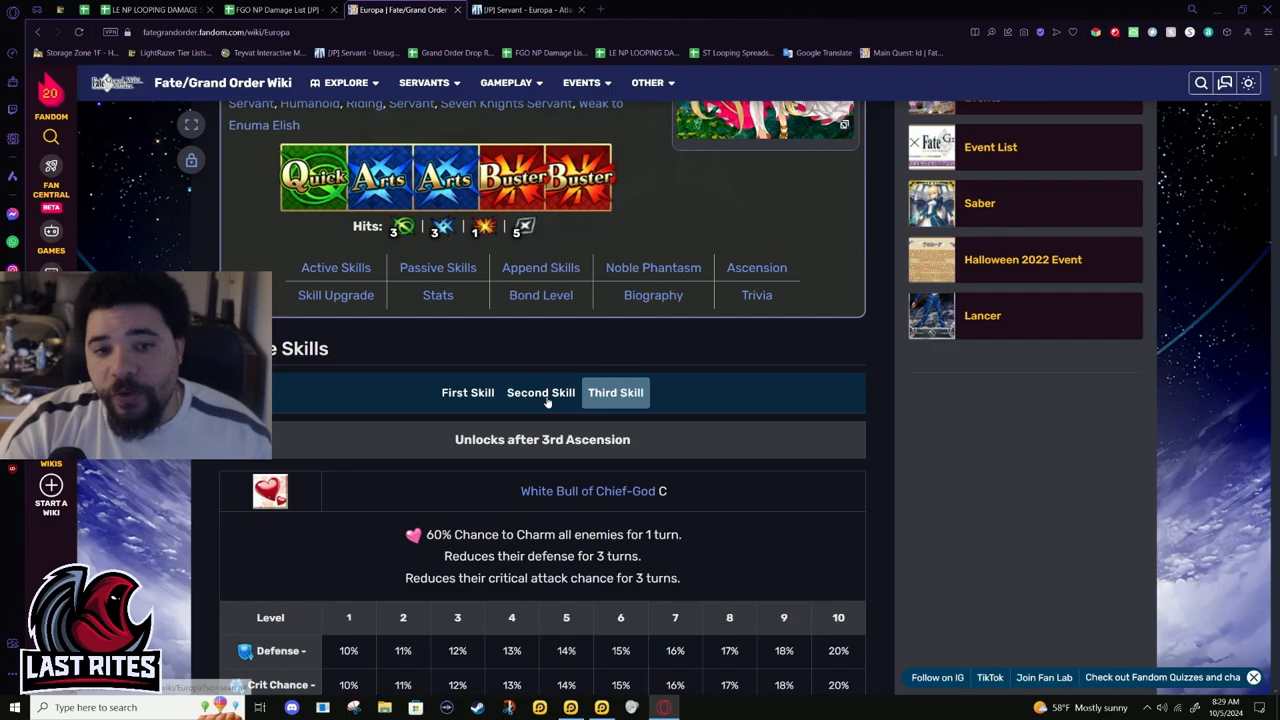 LE NP LOOPING DAMAGE
FGO NP Damage List [JP] -
Europa | Fate/Grand Order
[JP] Servant - Europa - Atla
VPN
fategrandorder.fandom.com/wiki/Europa
Storage Zone 1F - H...
LightRazer Tier Lists...
Teyvat Interactive M...
[JP] Servant - Uesug...
Grand Order Drop R...
FGO NP Damage Lis...
LE NP LOOPING DA...
ST Looping Spreads...
Google Translate
Main Quest: Id | Fat...
20
FANDOM
FAN CENTRAL
BETA
GAMES
WIKIS
START A WIKI
Fate/Grand Order Wiki
EXPLORE
SERVANTS
GAMEPLAY
EVENTS
OTHER
Servant, Humanoid, Riding, Servant, Seven Knights Servant, Weak to
Enuma Elish
Quick Arts Arts Buster Buster
Hits: 3 | 3 | 1 | 5
Active Skills Passive Skills Append Skills Noble Phantasm Ascension
Skill Upgrade Stats Bond Level Biography Trivia
Skills
First Skill Second Skill Third Skill
Unlocks after 3rd Ascension
White Bull of Chief-God C
60% Chance to Charm all enemies for 1 turn.
Reduces their defense for 3 turns.
Reduces their critical attack chance for 3 turns.
Level 1 2 3 4 5 6 7 8 9 10
Defense - 10% 11% 12% 13% 14% 15% 16% 17% 18% 20%
Crit Chance -
Event List
Saber
Halloween 2022 Event
Lancer
Follow on IG
TikTok
Join Fan Lab
Check out Fandom Quizzes and cha
LAST RITES
Type here to search
58°F Mostly sunny
8:29 AM
10/5/2024